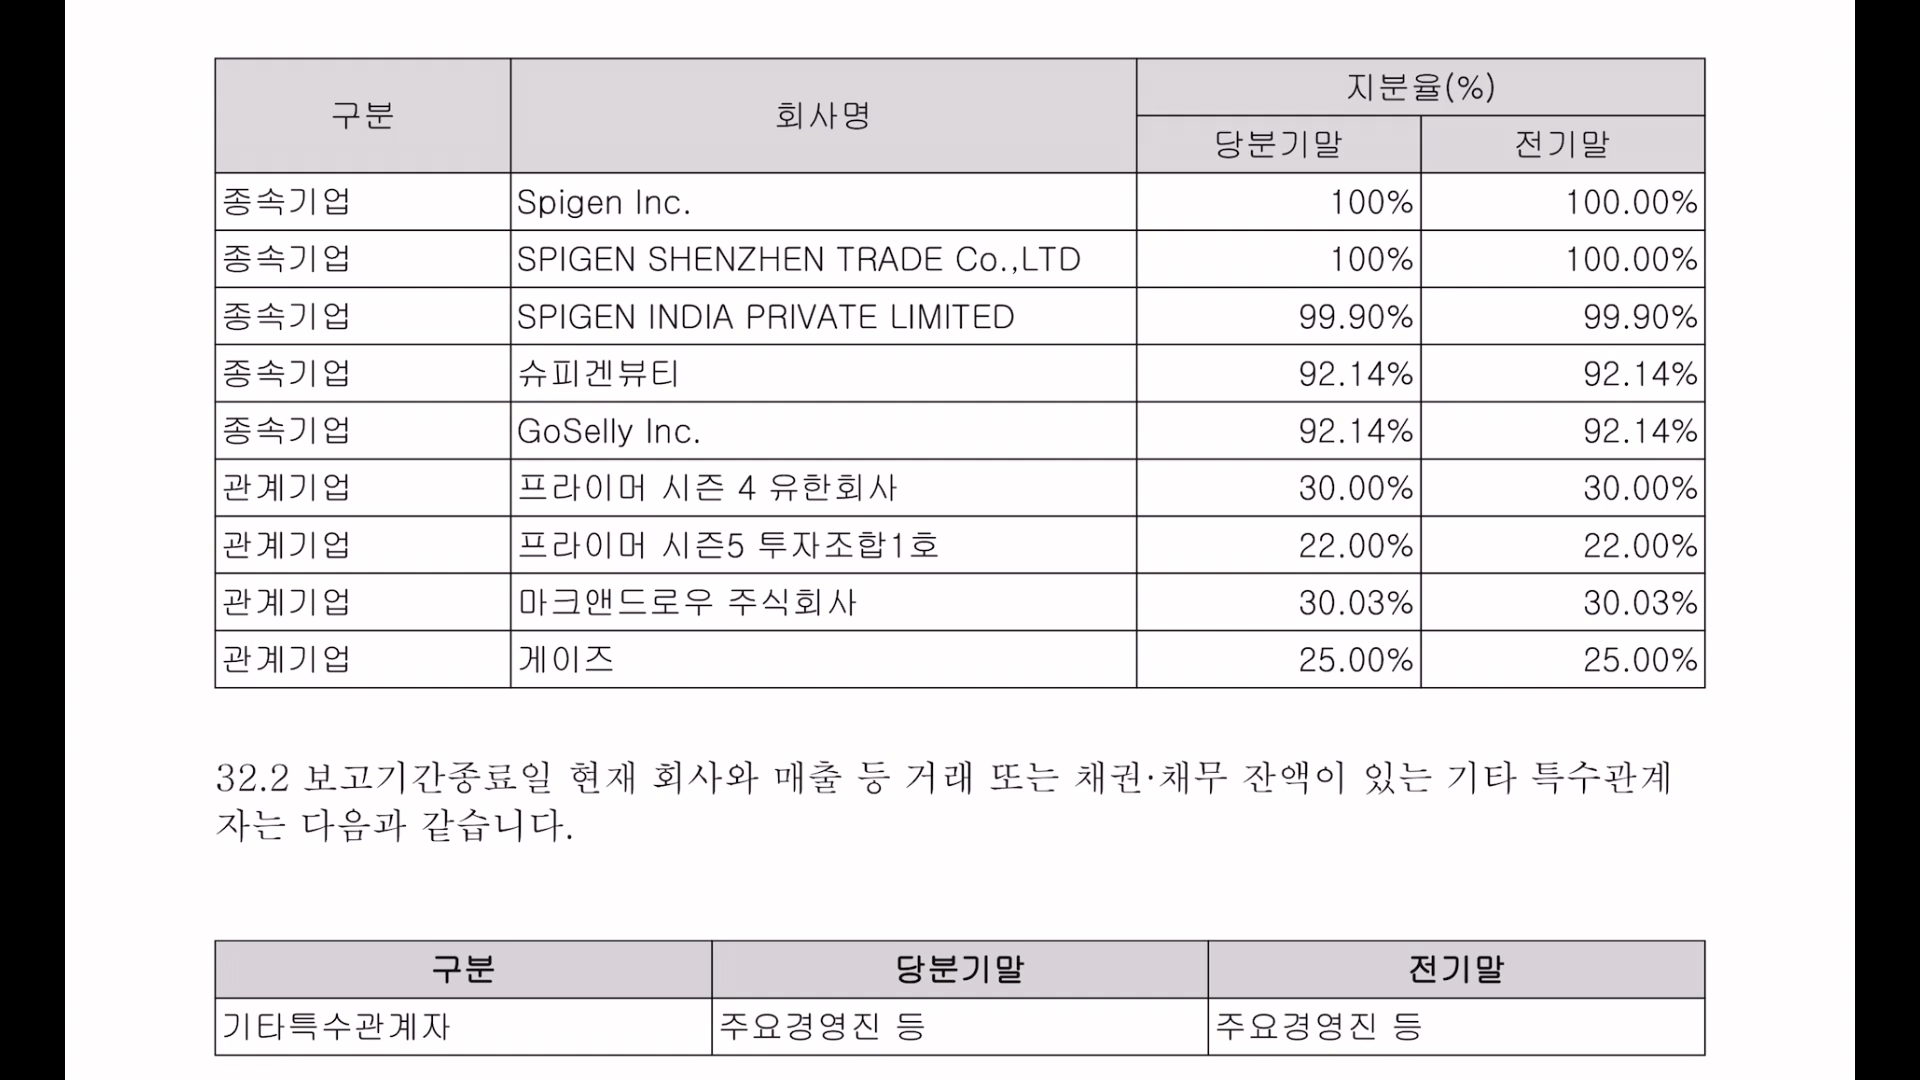 구분 회사명 지분율(%)
당분기말 전기말
종속기업 Spigen Inc. 100% 100.00%
종속기업 SPIGEN SHENZHEN TRADE Co.,LTD 100% 100.00%
종속기업 SPIGEN INDIA PRIVATE LIMITED 99.90% 99.90%
종속기업 슈피겐뷰티 92.14% 92.14%
종속기업 GoSelly Inc. 92.14% 92.14%
관계기업 프라이머 시즌 4 유한회사 30.00% 30.00%
관계기업 프라이머 시즌5 투자조합1호 22.00% 22.00%
관계기업 마크앤드로우 주식회사 30.03% 30.03%
관계기업 게이즈 25.00% 25.00%
32.2 보고기간종료일 현재 회사와 매출 등 거래 또는 채권·채무 잔액이 있는 기타 특수관계
자는 다음과 같습니다.
구분 당분기말 전기말
기타특수관계자 주요경영진 등 주요경영진 등